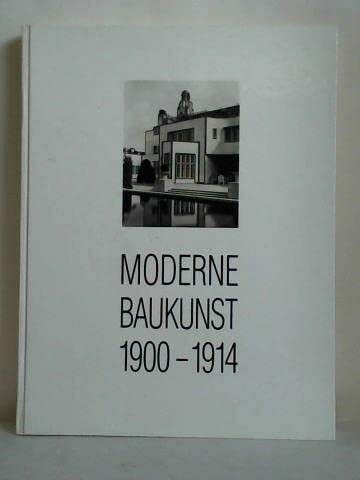 MODERNE
BAUKUNST
1900 – 1914